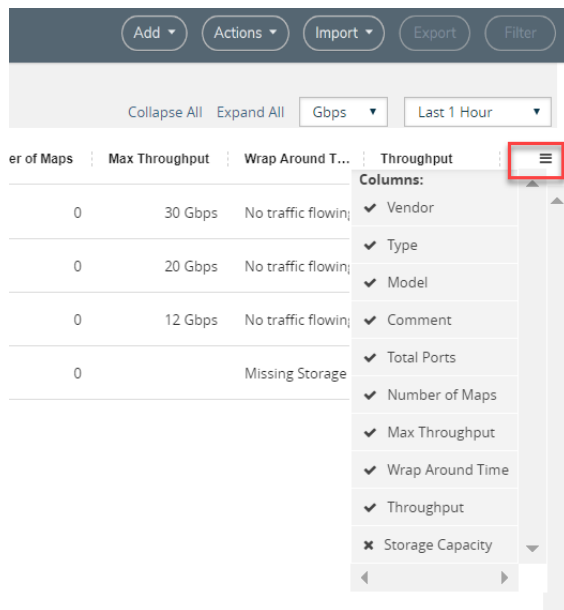 Add Actions Import Export Filter
Collapse All Expand All Gbps Last 1 Hour
er of Maps Max Throughput Wrap Around T... Throughput
Columns:
Vendor
0 30 Gbps No traffic flowing
Type
0 20 Gbps No traffic flowing
Model
0 12 Gbps No traffic flowing Comment
Total Ports
0 Missing Storage
Number of Maps
Max Throughput
Wrap Around Time
Throughput
Storage Capacity